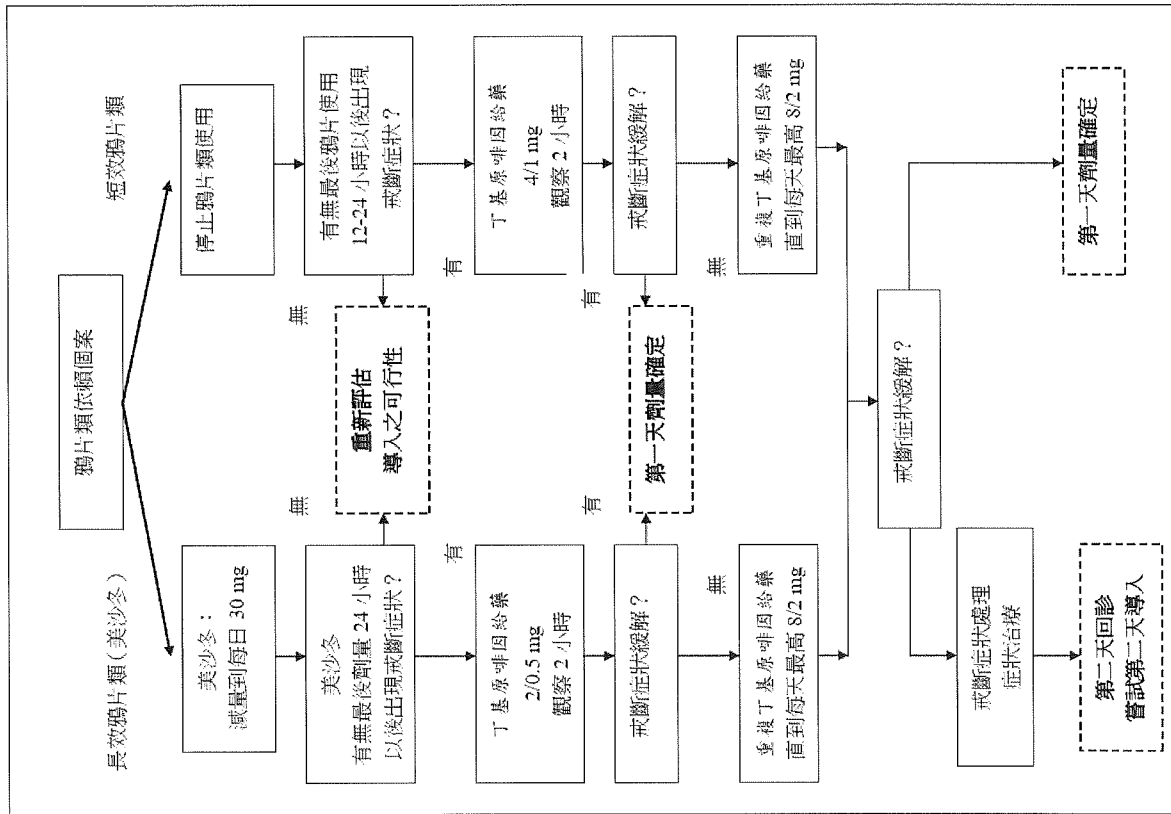 鴉片類依賴個案
長效鴉片類（美沙冬）
短效鴉片類
美沙冬：
減量到每日 30 mg
停止鴉片類使用
美沙冬
有無最後劑量 24 小時
以後出現戒斷症狀？
無
重新評估
導入之可行性
無
有無最後鴉片使用
12-24 小時以後出現
戒斷症狀？
有
有
丁基原啡因給藥
2/0.5 mg
觀察 2 小時
丁基原啡因給藥
4/1 mg
觀察 2 小時
戒斷症狀緩解？
有
第一天劑量確定
有
戒斷症狀緩解？
無
無
重複丁基原啡因給藥
直到每天最高 8/2 mg
重複丁基原啡因給藥
直到每天最高 8/2 mg
戒斷症狀緩解？
戒斷症狀處理
症狀治療
第一天劑量確定
第二天回診
嘗試第二天導入